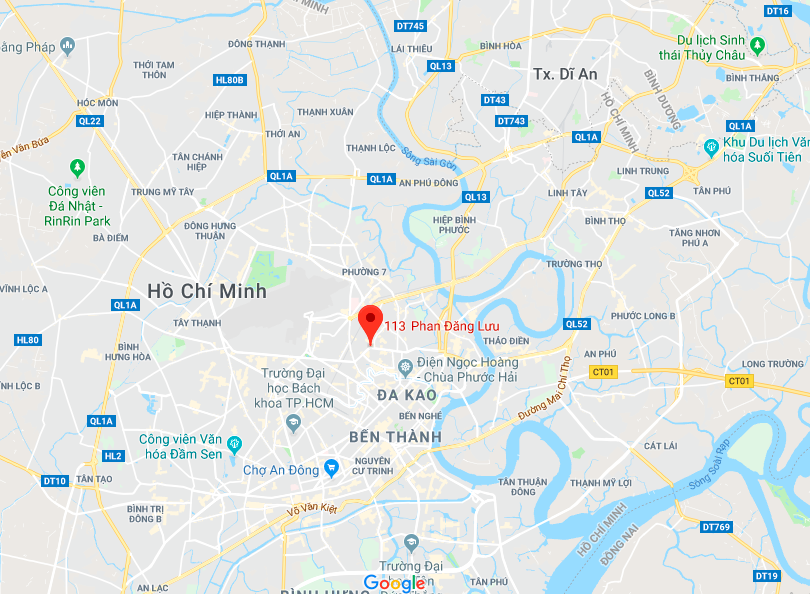 HỒ CHÍ MINH
DT16
DT745
LÁI THIÊU
ĐÔNG THẠNH
BÌNH HÒA
Du lịch Sinh
thái Thủy Châu
THỚI TAM
THÔN
QL13
HL80B
Tx. Dĩ An
BÌNH THẮNG
BÌNH DƯƠNG
HỒ CHÍ MINH
HÓC MÔN
QL22
HIỆP THÀNH
THẠNH XUÂN
DT43
DT743
QL1A
QL1A
THỚI AN
THẠNH LỘC
Sông Sài Gòn
Khu Du lịch Văn
hóa Suối Tiên
TÂN CHÁNH
HIỆP
QL1A
QL1A
AN PHÚ ĐÔNG
QL13
LINH TRUNG
LINH TÂY
QL52
TÂN PHÚ
Công viên
Đá Nhật -
RinRin Park
TRUNG MỸ TÂY
BÀ ĐIỂM
ĐÔNG HƯNG
THUẬN
HIỆP BÌNH
PHƯỚC
BÌNH THỌ
TĂNG NHƠN
PHÚ A
VĨNH LỘC A
Hồ Chí Minh
PHƯỜNG 7
TRƯỜNG THỌ
QL1A
TÂY THẠNH
113 Phan Đăng Lưu
PHƯỚC LONG B
QL52
HL80
BÌNH
HƯNG HÒA
THẢO ĐIỀN
AN PHÚ
LONG TRƯỜNG
VĨNH LỘC B
Trường Đại
học Bách
khoa TP.HCM
Điện Ngọc Hoàng
- Chùa Phước Hải
CT01
CT01
ĐA KAO
BẾN NGHÉ
Đường Mai Chí Thọ
QL1A
Công viên Văn
hóa Đầm Sen
BẾN THÀNH
HL2
CÁT LÁI
Sông Soài Rạp
Chợ An Đông
NGUYỄN
CƯ TRINH
DT10
TÂN TẠO
TÂN THUẬN
ĐÔNG
THẠNH MỸ LỢI
BÌNH TRỊ
ĐÔNG B
Võ Văn Kiệt
HỒ CHÍ MINH
ĐỒNG NAI
DT769
Trường Đại
AN LẠC
Google
TÂN PHÚ
DT19